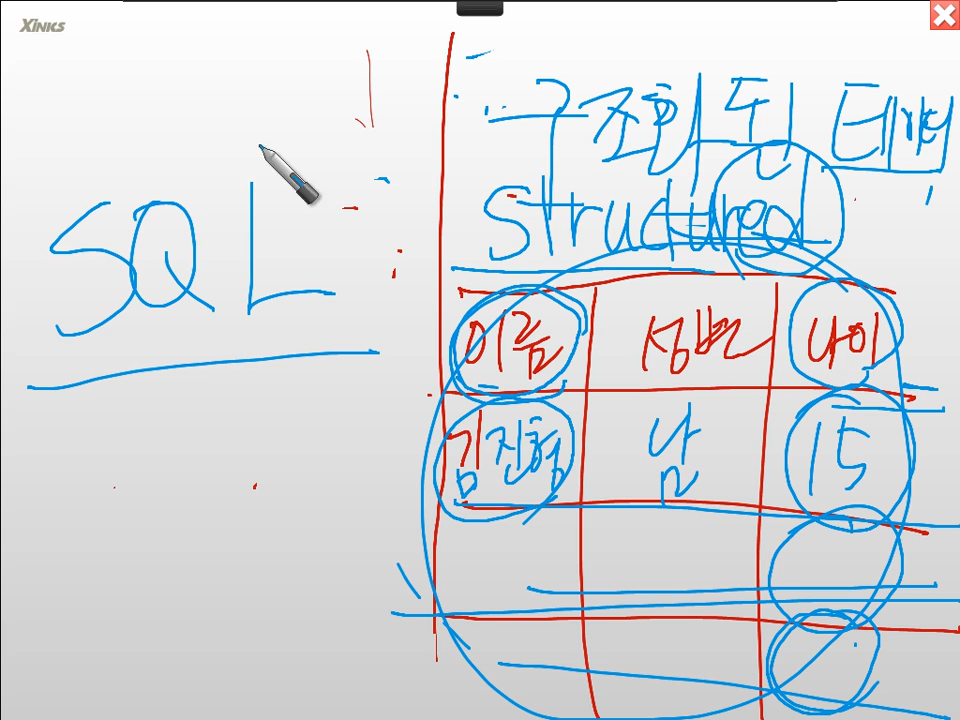 XINKS
구조화 된 테이터
Structured
SQL
이름 성별 나이
김진형 남 15